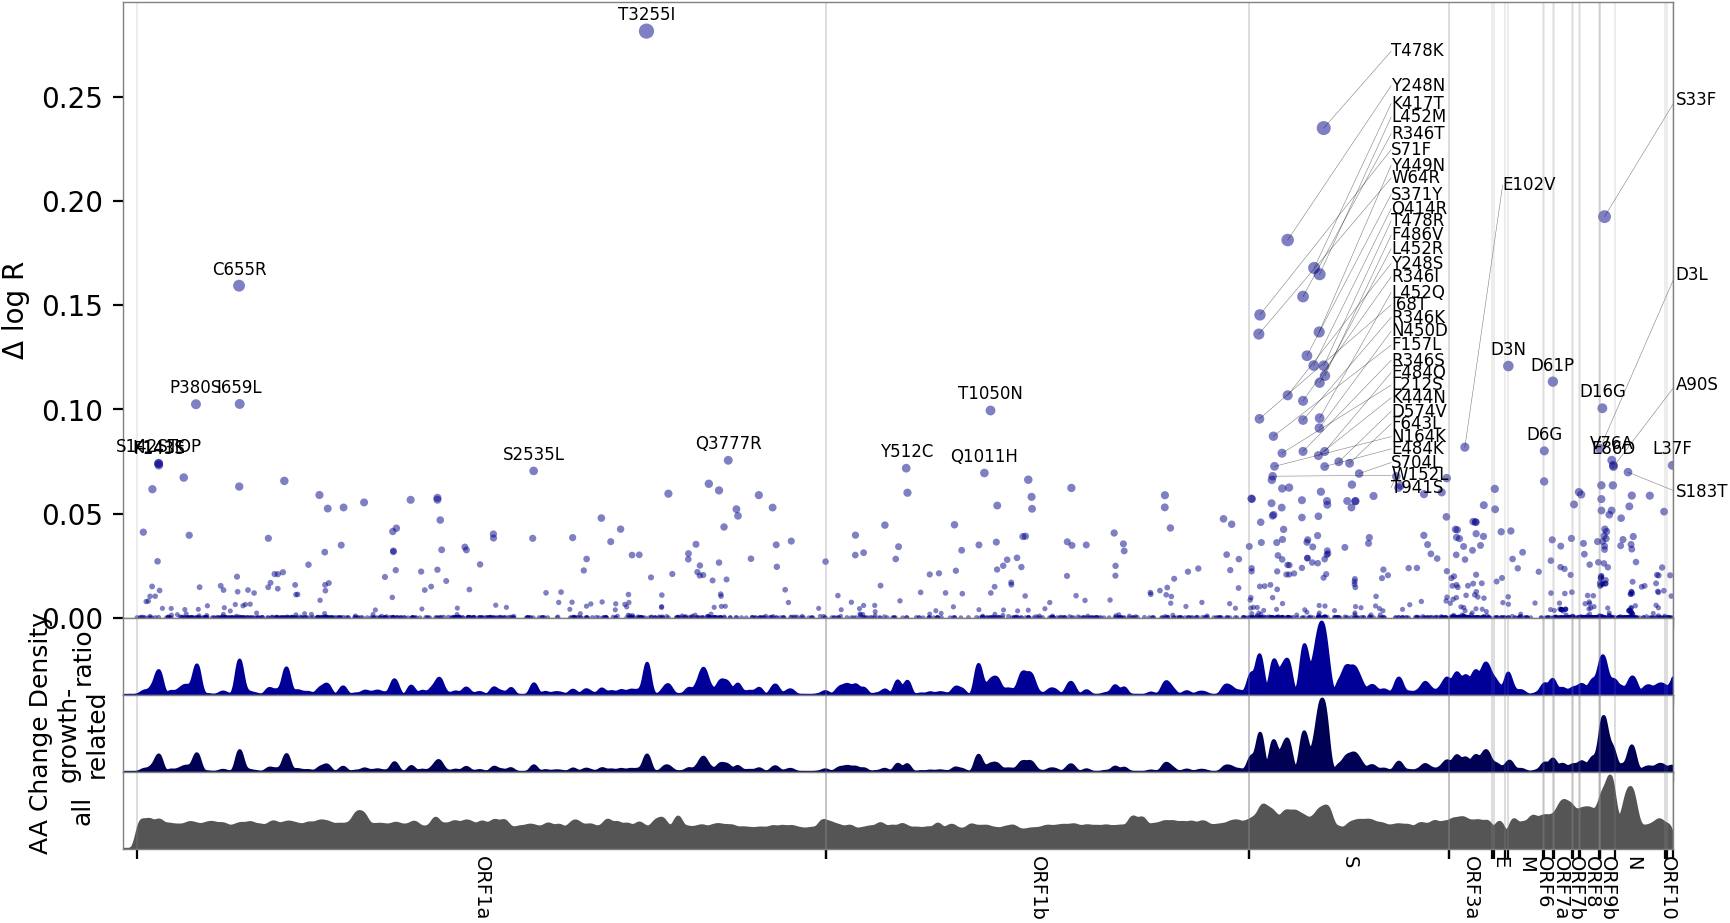 T3255I
T478K
Y248N
K417T
L452M
R346T
S71F
Y449N
W64R
S371Y
Q414R
T478R
F486V
L452R
Y248S
R346I
L452Q
I68T
R346K
N450D
F157L
R346S
E484Q
L212S
K444N
D574V
F643L
N164K
E484K
S704L
W152L
T941S
S33F
E102V
D3L
C655R
D3N
D61P
D16G
A90S
P380S
I659L
T1050N
S142STOP
K143S
S2535L
Q3777R
Y512C
Q1011H
D6G
V76A
E86D
L37F
S183T
0.25
0.20
0.15
0.10
0.05
0.00
Δ log R
AA Change Density
ratio
growth-
related
all
ORF1a
ORF1b
S
ORF3a
E
M
ORF6
ORF7a
ORF7b
ORF8
ORF9b
N
ORF10